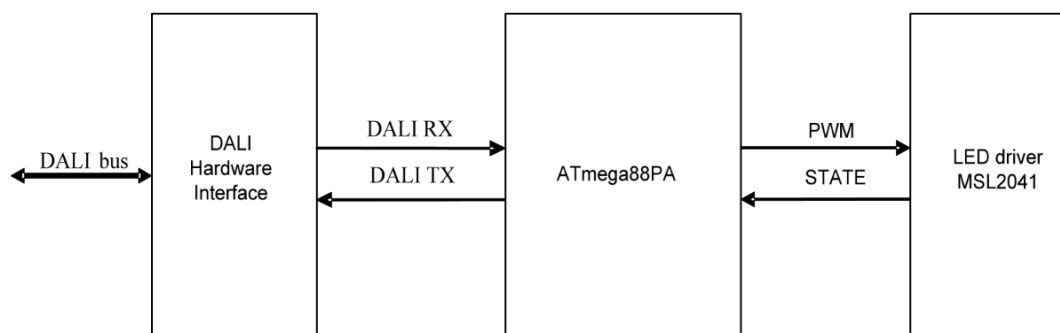 DALI bus
DALI
Hardware
Interface
DALI RX
DALI TX
ATmega88PA
PWM
STATE
LED driver
MSL2041